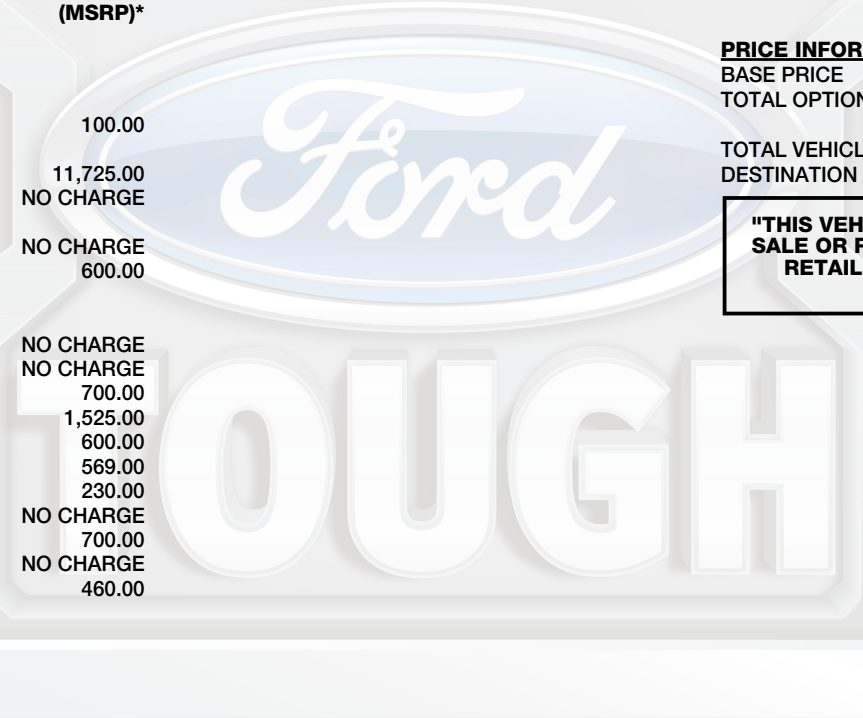 (MSRP)*
100.00
11,725.00
NO CHARGE
NO CHARGE
600.00
NO CHARGE
NO CHARGE
700.00
1,525.00
600.00
569.00
230.00
NO CHARGE
700.00
NO CHARGE
460.00
PRICE INFOR
BASE PRICE
TOTAL OPTION
TOTAL VEHICL
DESTINATION
"THIS VEH
SALE OR F
RETAIL
Ford
TOUGH